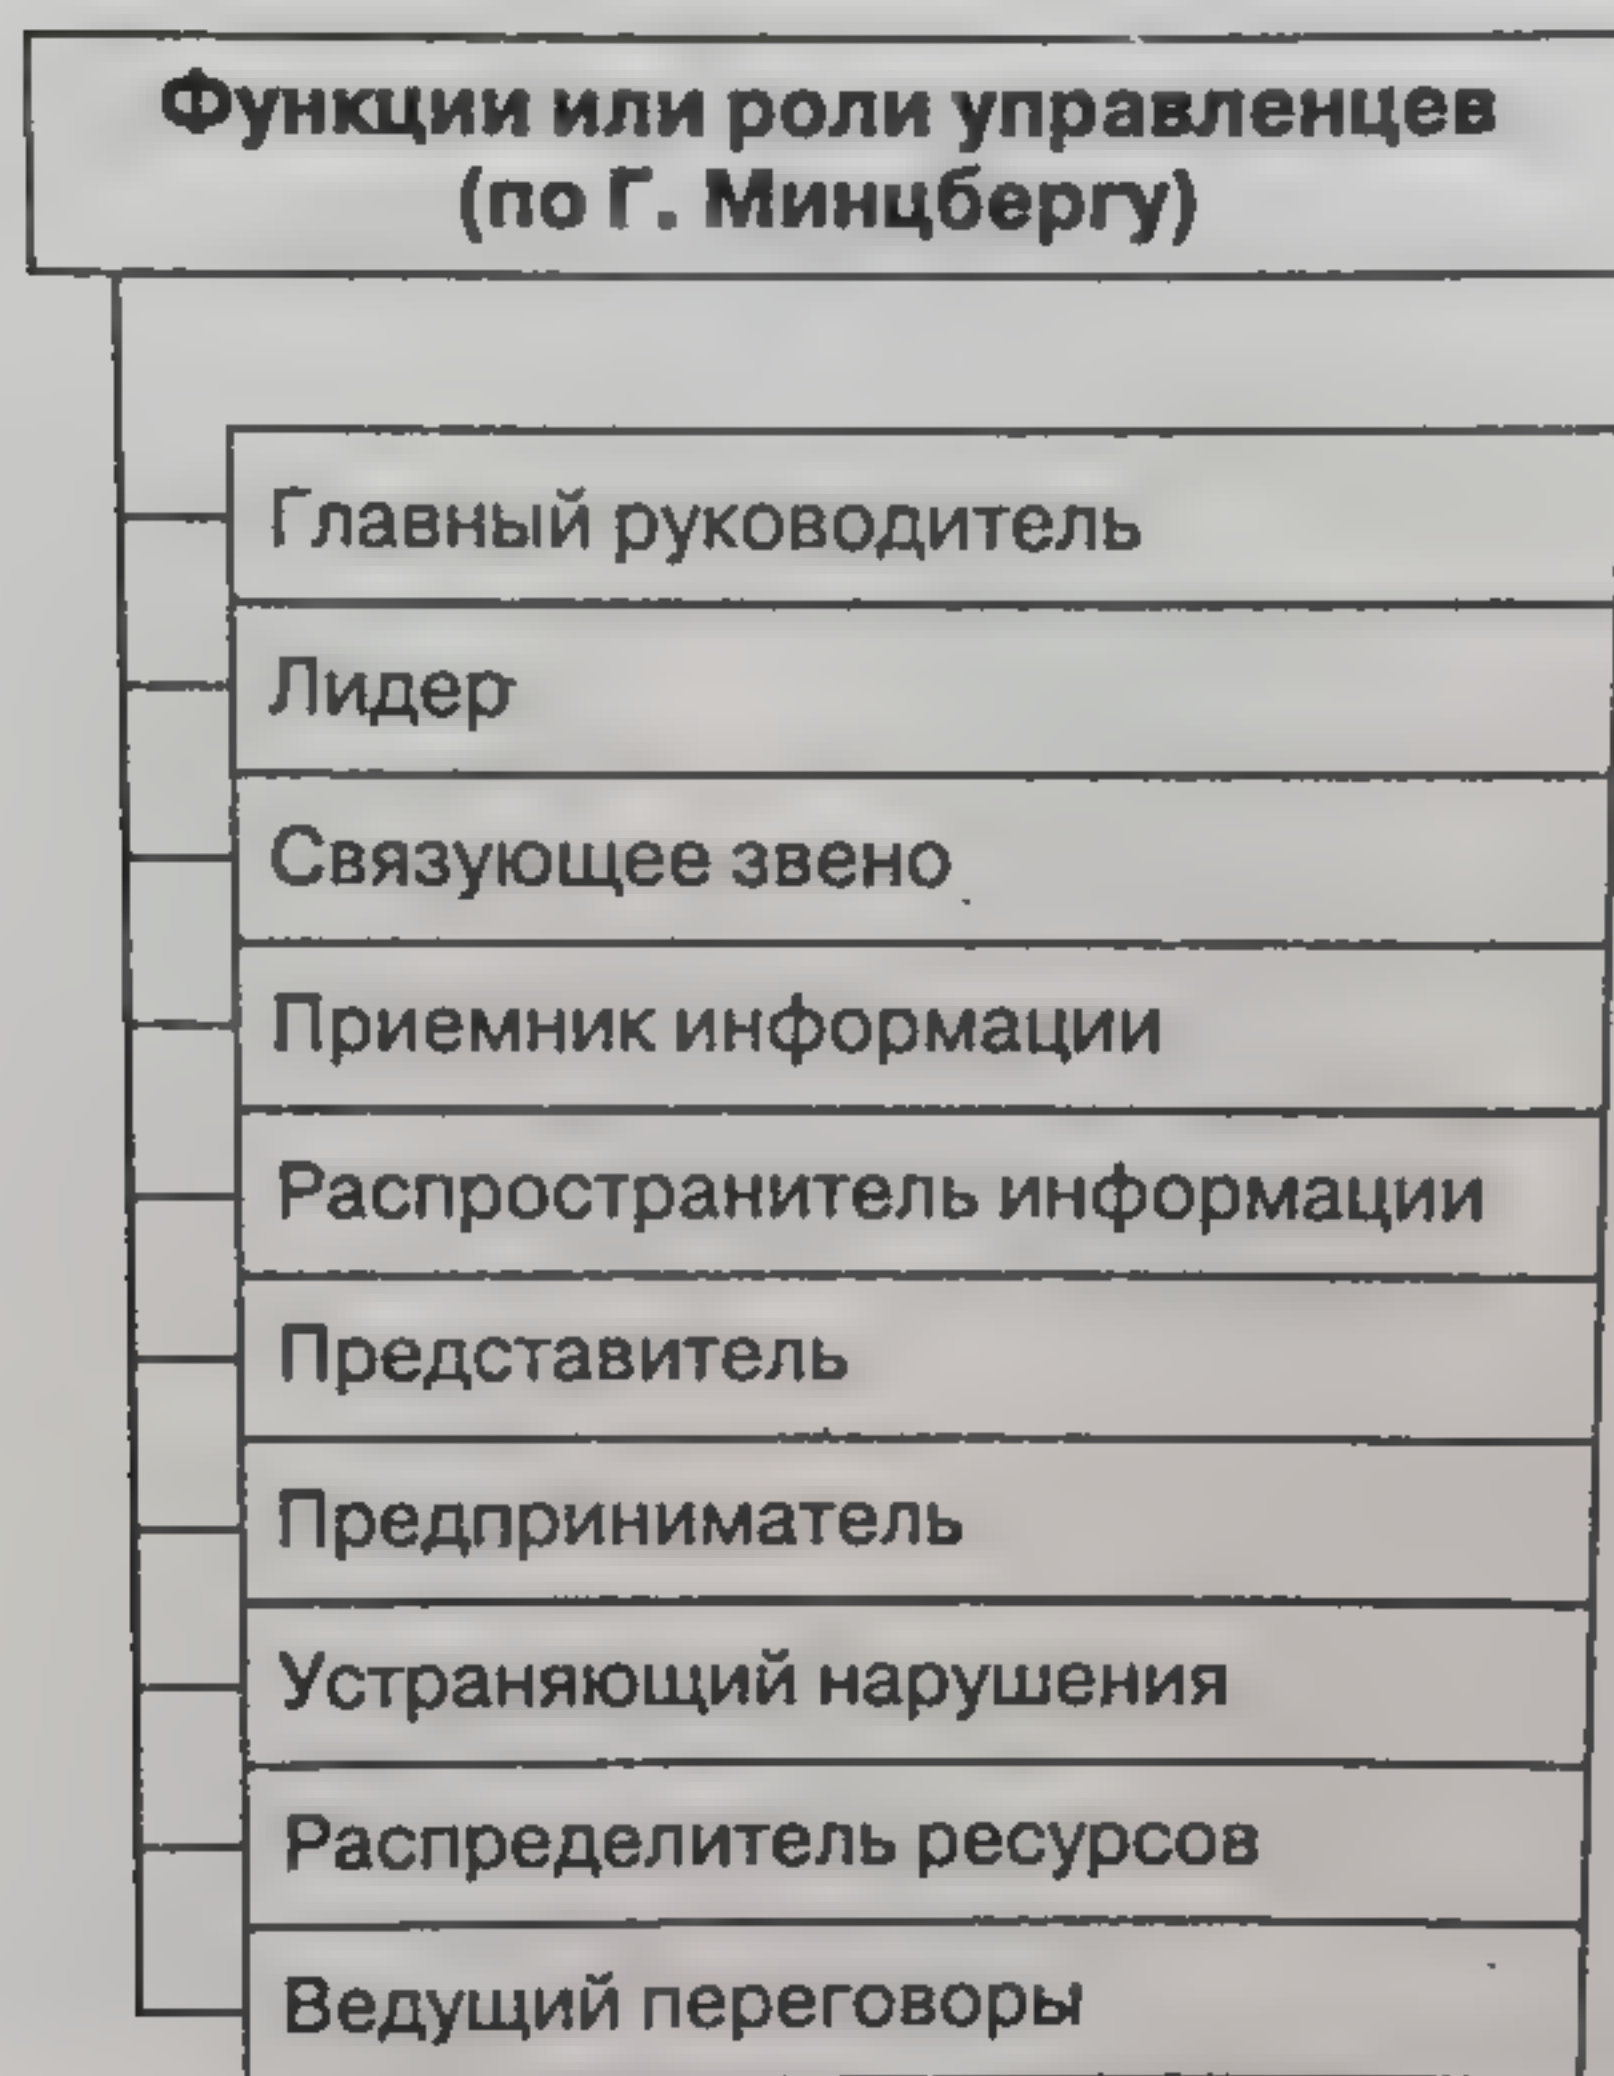 Функции или роли управленцев
(по Г. Минцбергу)
Главный руководитель
Лидер
Связующее звено
Приемник информации
Распространитель информации
Представитель
Предприниматель
Устраняющий нарушения
Распределитель ресурсов
Ведущий переговоры